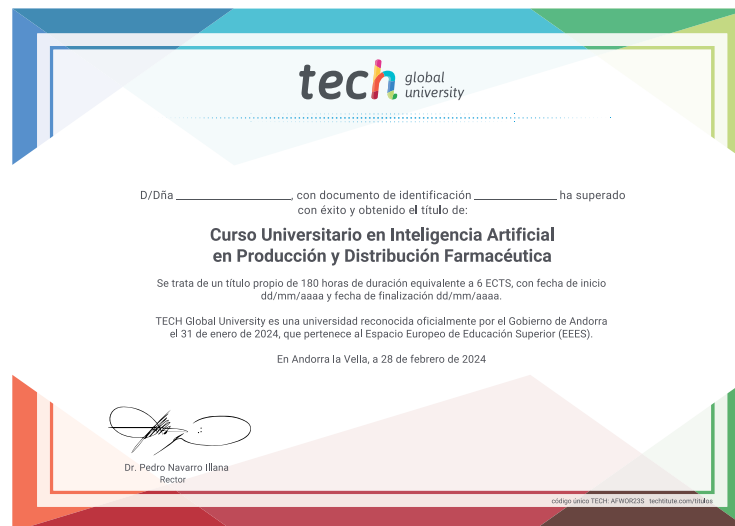 tech global
university
D/Dña ____________________, con documento de identificación ______________ ha superado
con éxito y obtenido el título de:
Curso Universitario en Inteligencia Artificial
en Producción y Distribución Farmacéutica
Se trata de un título propio de 180 horas de duración equivalente a 6 ECTS, con fecha de inicio
dd/mm/aaaa y fecha de finalización dd/mm/aaaa.
TECH Global University es una universidad reconocida oficialmente por el Gobierno de Andorra
el 31 de enero de 2024, que pertenece al Espacio Europeo de Educación Superior (EEES).
En Andorra la Vella, a 28 de febrero de 2024
Dr. Pedro Navarro Illana
Rector
código único TECH: AFWOR23S techtitute.com/titulos